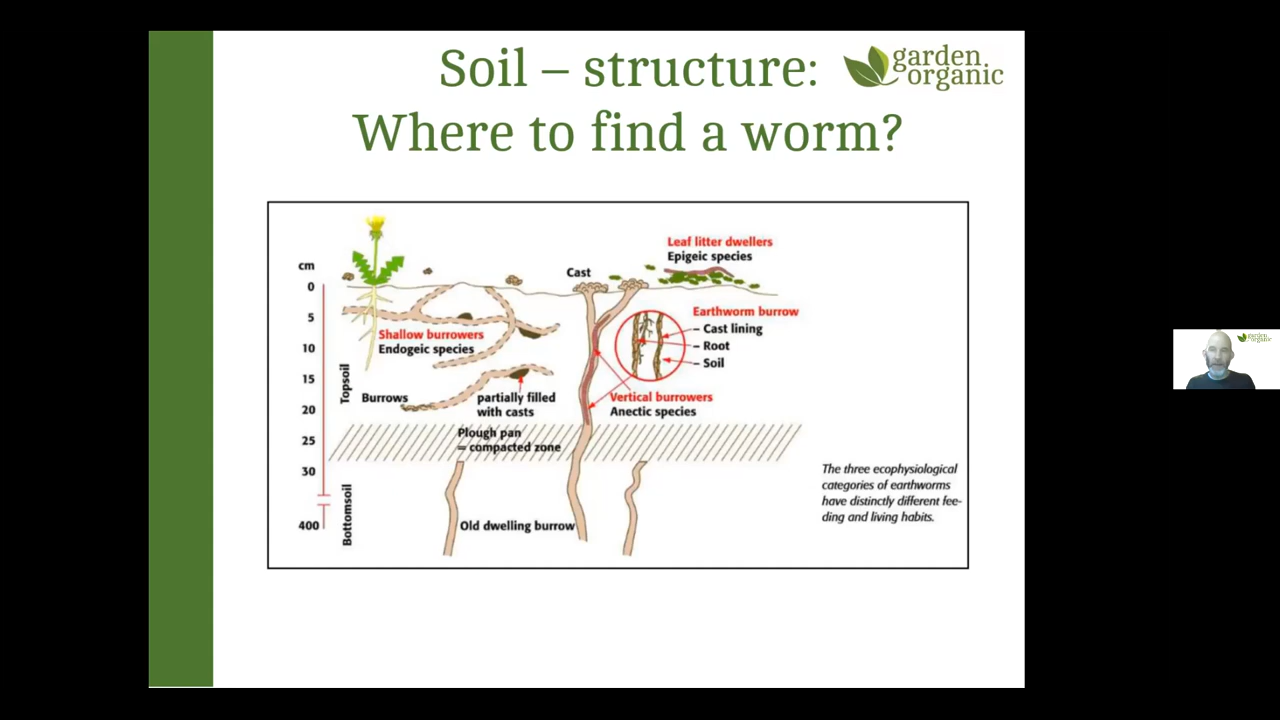 Soil – structure:
Where to find a worm?
garden
organic
Leaf litter dwellers
Epigeic species
cm
Cast
0
5
10
15
20
25
30
400
Topsoil
Bottomsoil
Shallow burrowers
Endogeic species
Earthworm burrow
– Cast lining
– Root
– Soil
Burrows
partially filled
with casts
Vertical burrowers
Anectic species
Plough pan
= compacted zone
Old dwelling burrow
The three ecophysiological
categories of earthworms
have distinctly different fee-
ding and living habits.
garden
organic